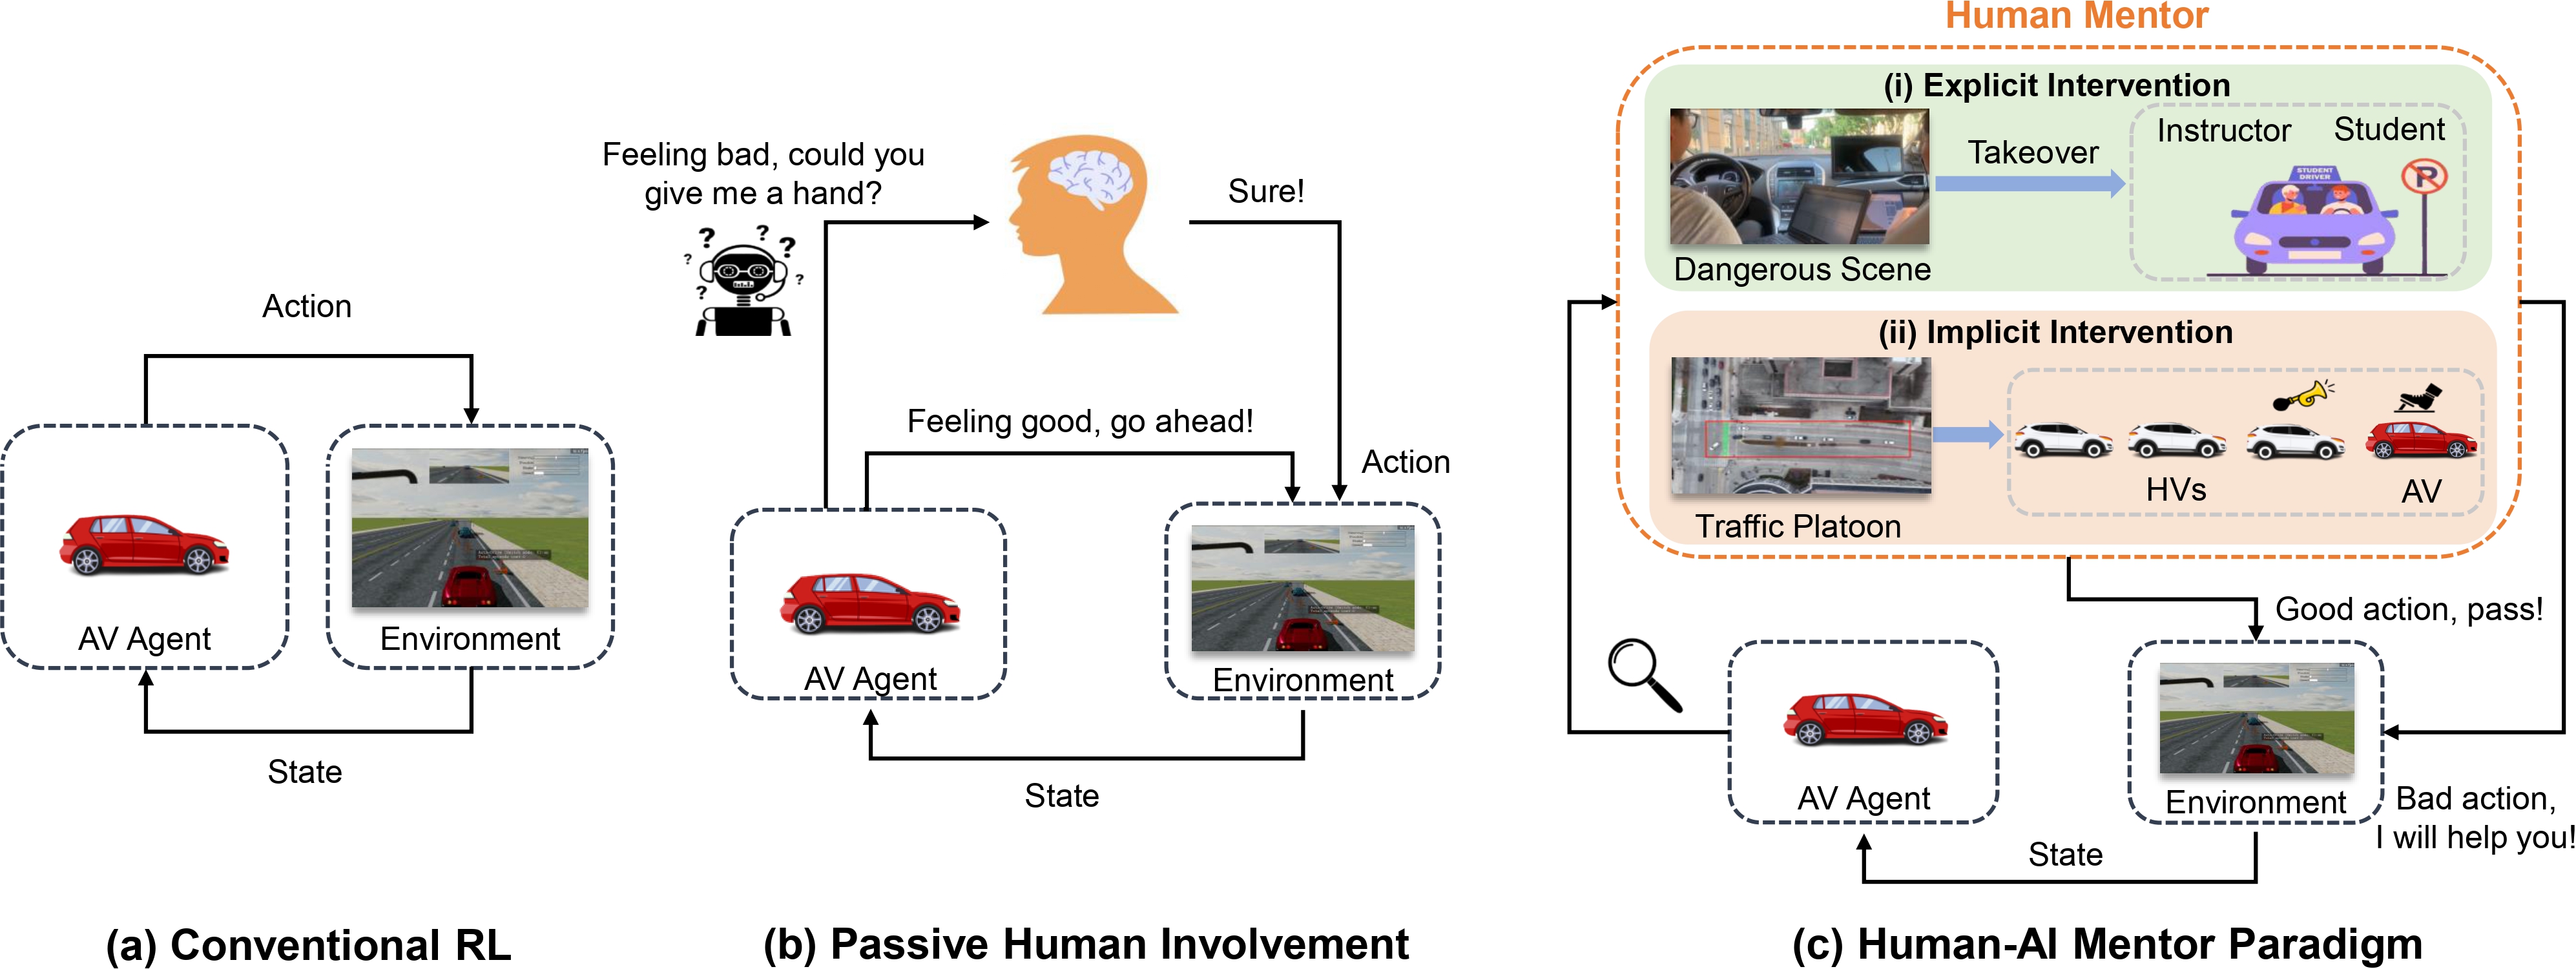 Action
AV Agent
Environment
State
(a) Conventional RL
Feeling bad, could you
give me a hand?
? ? ? ? ? ?
Sure!
Feeling good, go ahead!
Action
AV Agent
Environment
State
(b) Passive Human Involvement
Human Mentor
(i) Explicit Intervention
Dangerous Scene
Takeover
Instructor
Student
STUDENT
DRIVER
P
(ii) Implicit Intervention
Traffic Platoon
HVs
AV
Good action, pass!
AV Agent
Environment
Bad action,
I will help you!
State
(c) Human-AI Mentor Paradigm